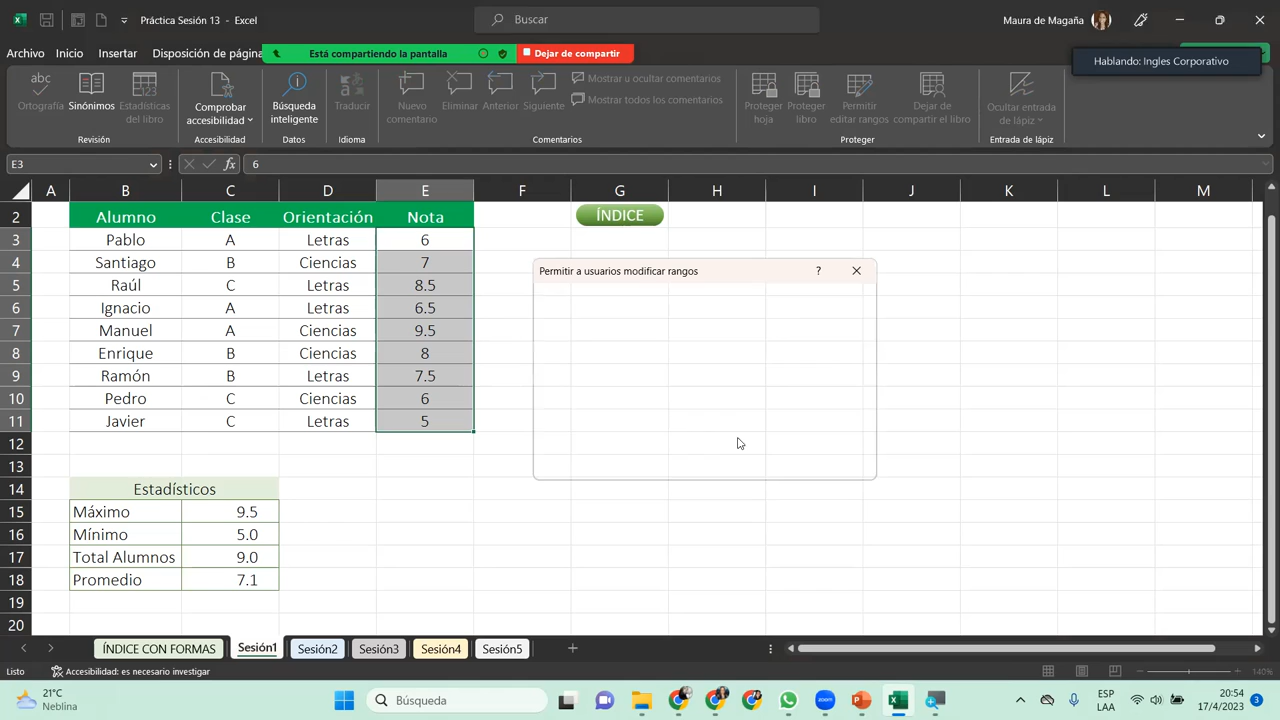 Práctica Sesión 13 - Excel
Buscar
Maura de Magaña
Archivo Inicio Insertar Disposición de página
Está compartiendo la pantalla
Dejar de compartir
Hablando: Ingles Corporativo
abc
Ortografía
Sinónimos
Estadísticas del libro
Revisión
Comprobar accesibilidad
Accesibilidad
Búsqueda inteligente
Datos
Traducir
Idioma
Nuevo comentario
Eliminar
Anterior
Siguiente
Mostrar u ocultar comentarios
Mostrar todos los comentarios
Comentarios
Proteger hoja
Proteger libro
Permitir editar rangos
Dejar de compartir el libro
Proteger
Ocultar entrada de lápiz
Entrada de lápiz
E3 fx 6
A B C D E F G H I J K L M
2 Alumno Clase Orientación Nota ÍNDICE
3 Pablo A Letras 6
4 Santiago B Ciencias 7
5 Raúl C Letras 8.5
6 Ignacio A Letras 6.5
7 Manuel A Ciencias 9.5
8 Enrique B Ciencias 8
9 Ramón B Letras 7.5
10 Pedro C Ciencias 6
11 Javier C Letras 5
12
13
14 Estadísticos
15 Máximo 9.5
16 Mínimo 5.0
17 Total Alumnos 9.0
18 Promedio 7.1
19
20
Permitir a usuarios modificar rangos ?
ÍNDICE CON FORMAS Sesión1 Sesión2 Sesión3 Sesión4 Sesión5
Listo Accesibilidad: es necesario investigar 140%
21°C
Neblina
Búsqueda
zoom
ESP
LAA
20:54
17/4/2023
3